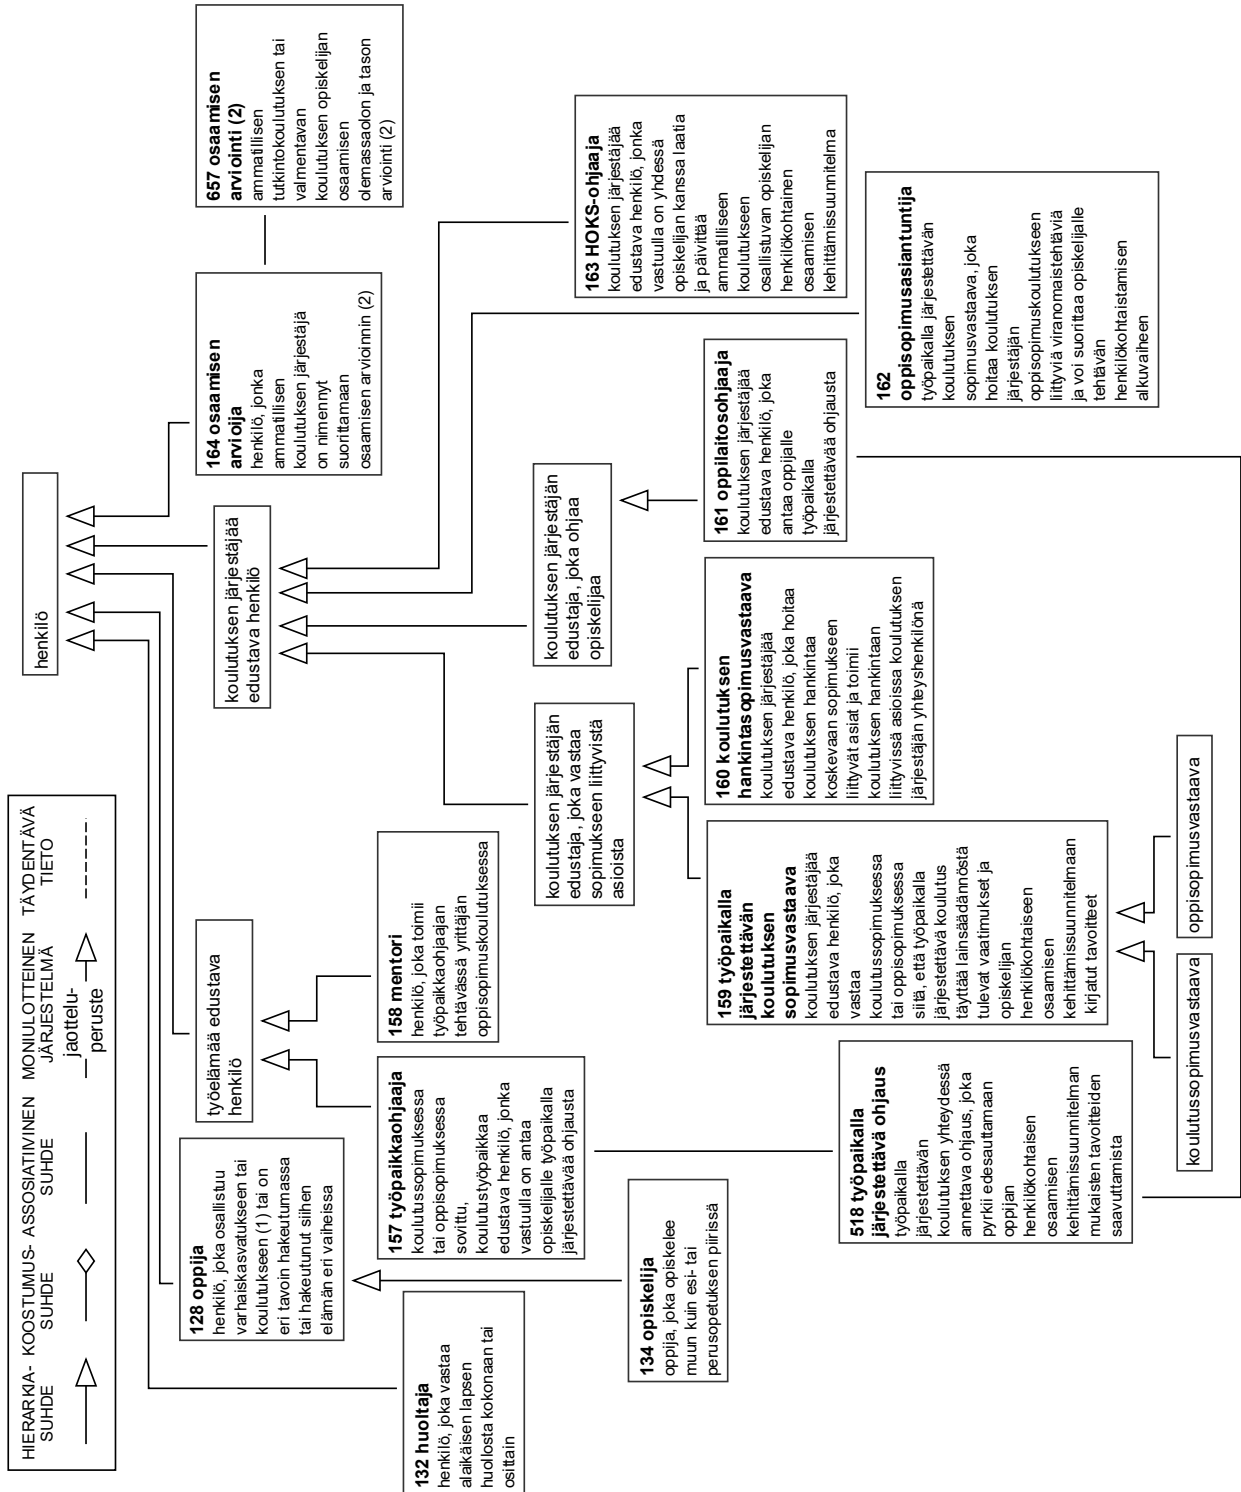 HIERARKIA-
SUHDE
KOOSTUMUS-
SUHDE
ASSOSIATIIVINEN
SUHDE
MONIULOTTEINEN
JÄRJESTELMÄ
jaottelu-
peruste
TÄYDENTÄVÄ
TIETO
henkilö
132 huoltaja
henkilö, joka vastaa
alaikäisen lapsen
huollosta kokonaan tai
osittain
128 oppija
henkilö, joka osallistuu
varhaiskasvatukseen tai
koulutukseen (1) tai on
eri tavoin hakeutumassa
tai hakeutunut siihen
elämän eri vaiheissa
134 opiskelija
oppija, joka opiskelee
muun kuin esi- tai
perusopetuksen piirissä
työelämää edustava
henkilö
157 työpaikkaohjaaja
koulutussopimuksessa
tai oppisopimuksessa
sovittu,
koulutustyöpaikkaa
edustava henkilö, jonka
vastuulla on antaa
opiskelijalle työpaikalla
järjestettävää ohjausta
158 mentori
henkilö, joka toimii
työpaikkaohjaajan
tehtävässä yrittäjän
oppisopimuskoulutuksessa
518 työpaikalla
järjestettävä ohjaus
työpaikalla
järjestettävän
koulutuksen yhteydessä
annettava ohjaus, joka
pyrkii edesauttamaan
oppijan
henkilökohtaisen
osaamisen
kehittämissuunnitelman
mukaisten tavoitteiden
saavuttamista
koulutuksen järjestäjää
edustava henkilö
koulutuksen järjestäjän
edustaja, joka vastaa
sopimukseen liittyvistä
asioista
159 työpaikalla
järjestettävän
koulutuksen
sopimusvastaava
koulutuksen järjestäjää
edustava henkilö, joka
vastaa
koulutussopimuksessa
tai oppisopimuksessa
siitä, että työpaikalla
järjestettävä koulutus
täyttää lainsäädännöstä
tulevat vaatimukset ja
opiskelijan
henkilökohtaiseen
osaamisen
kehittämissuunnitelmaan
kirjatut tavoitteet
koulutussopimusvastaava
oppisopimusvastaava
160 koulutuksen
hankintasopimusvastaava
koulutuksen järjestäjää
edustava henkilö, joka hoitaa
koulutuksen hankintaa
koskevaan sopimukseen
liittyvät asiat ja toimii
koulutuksen hankintaan
liittyvissä asioissa koulutuksen
järjestäjän yhteyshenkilönä
koulutuksen järjestäjän
edustaja, joka ohjaa
opiskelijaa
161 oppilaitosohjaaja
koulutuksen järjestäjää
edustava henkilö, joka
antaa oppijalle
työpaikalla
järjestettävää ohjausta
162
oppisopimusasiantuntija
työpaikalla järjestettävän
koulutuksen
sopimusvastaava, joka
hoitaa koulutuksen
järjestäjän
oppisopimuskoulutukseen
liittyviä viranomaistehtäviä
ja voi suorittaa opiskelijalle
tehtävän
henkilökohtaistamisen
alkuvaiheen
163 HOKS-ohjaaja
koulutuksen järjestäjää
edustava henkilö, jonka
vastuulla on yhdessä
opiskelijan kanssa laatia
ja päivittää
ammatilliseen
koulutukseen
osallistuvan opiskelijan
henkilökohtainen
osaamisen
kehittämissuunnitelma
164 osaamisen
arvioija
henkilö, jonka
ammatillisen
koulutuksen järjestäjä
on nimennyt
suorittamaan
osaamisen arvioinnin (2)
657 osaamisen
arviointi (2)
ammatillisen
tutkintokoulutuksen tai
valmentavan
koulutuksen opiskelijan
osaamisen
olemassaolon ja tason
arviointi (2)